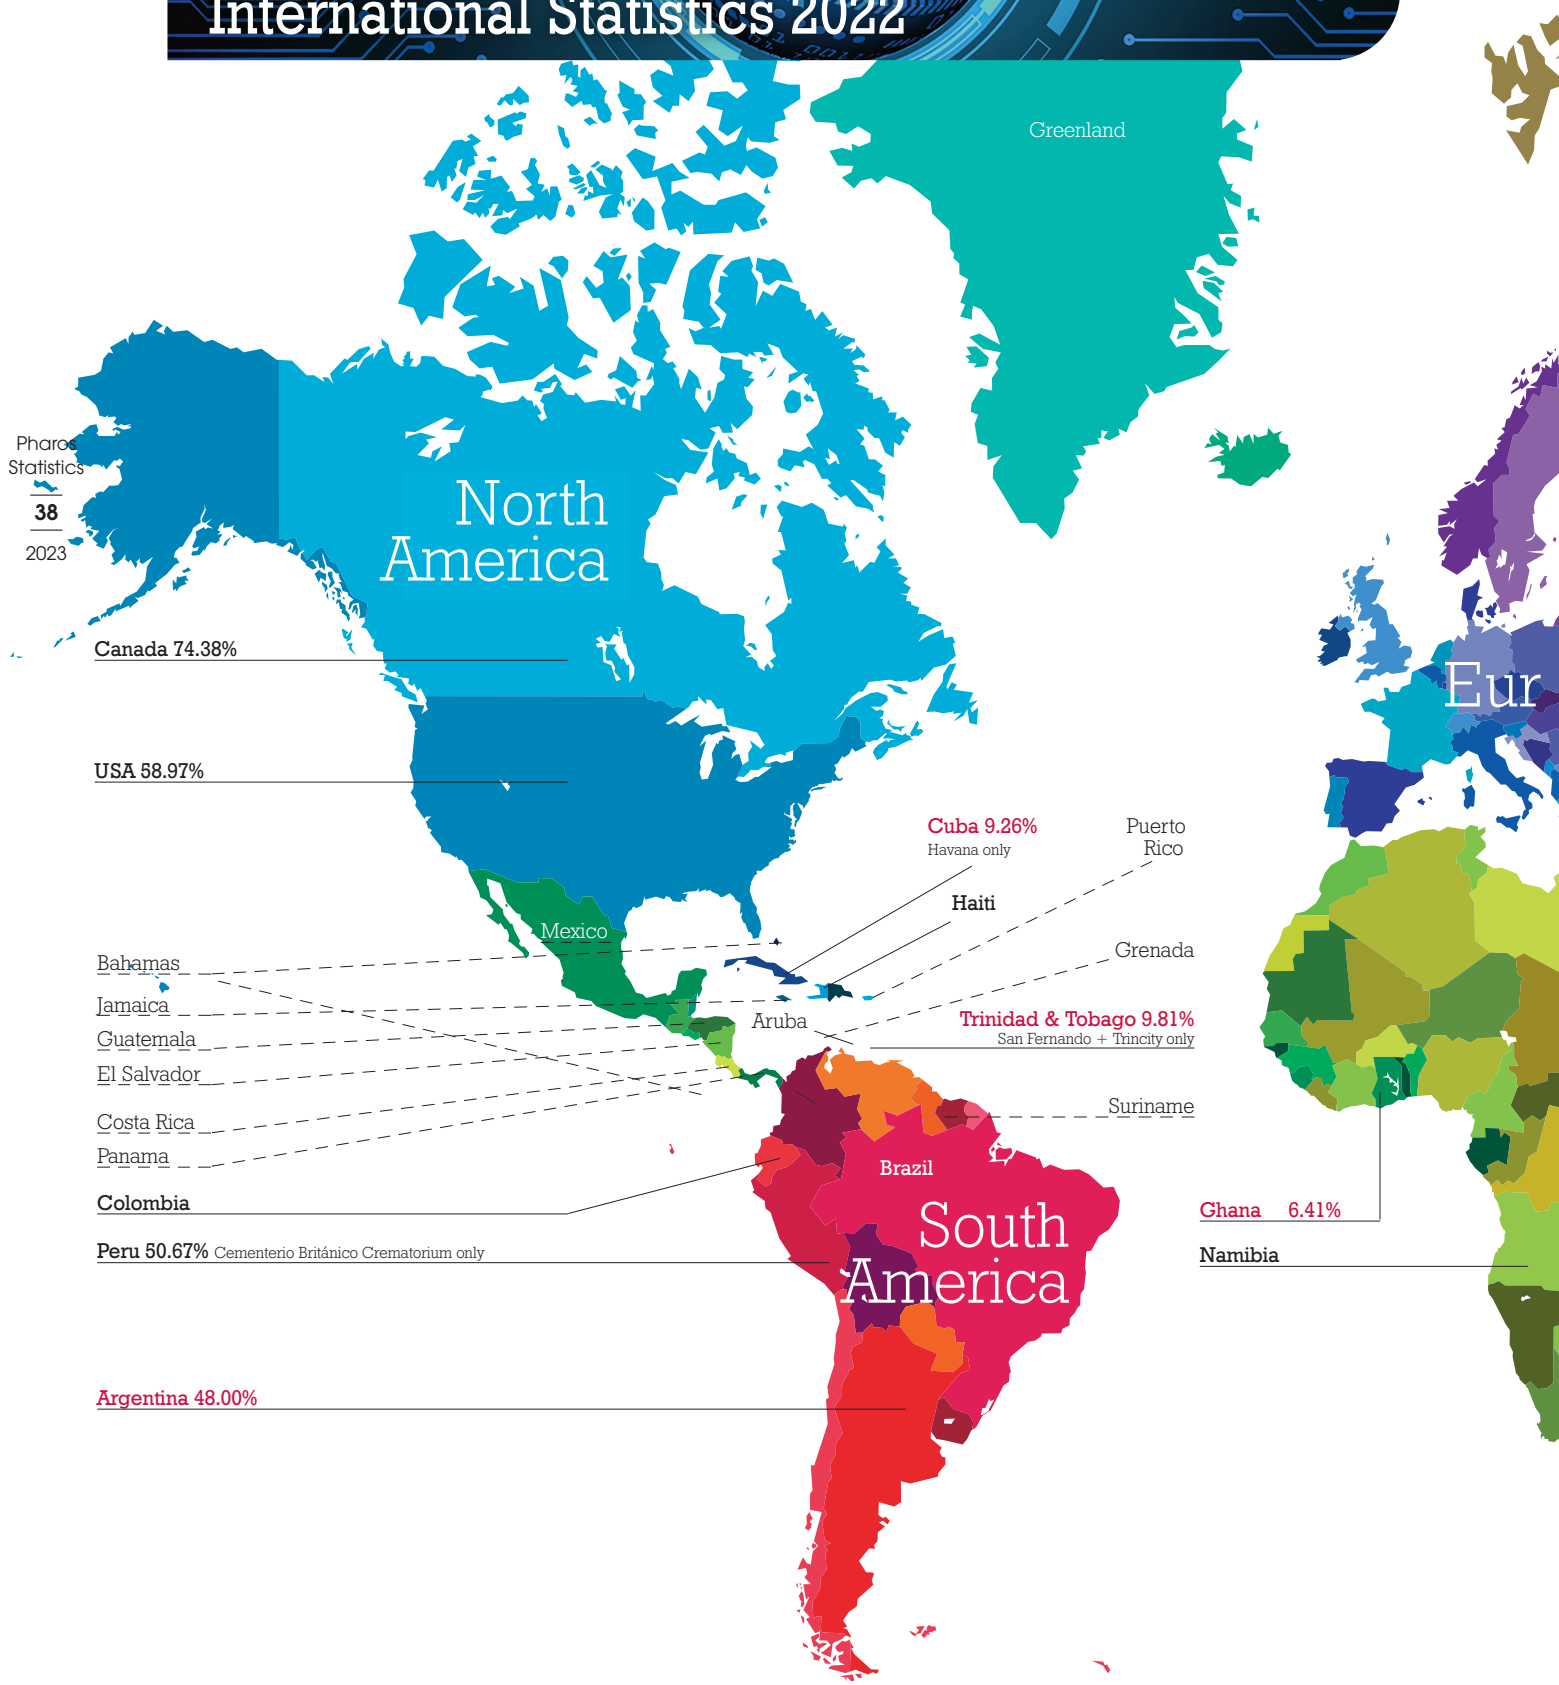 International Statistics 2022
Greenland
Pharos
Statistics
38
2023
North
America
Canada 74.38%
Eur
USA 58.97%
Cuba 9.26%
Havana only
Puerto
Rico
Haiti
Mexico
Grenada
Bahamas
Jamaica
Aruba
Trinidad & Tobago 9.81%
San Fernando + Trincity only
Guatemala
El Salvador
Costa Rica
Suriname
Panama
Brazil
Colombia
South
America
Ghana 6.41%
Peru 50.67% Cementerio Británico Crematorium only
Namibia
Argentina 48.00%